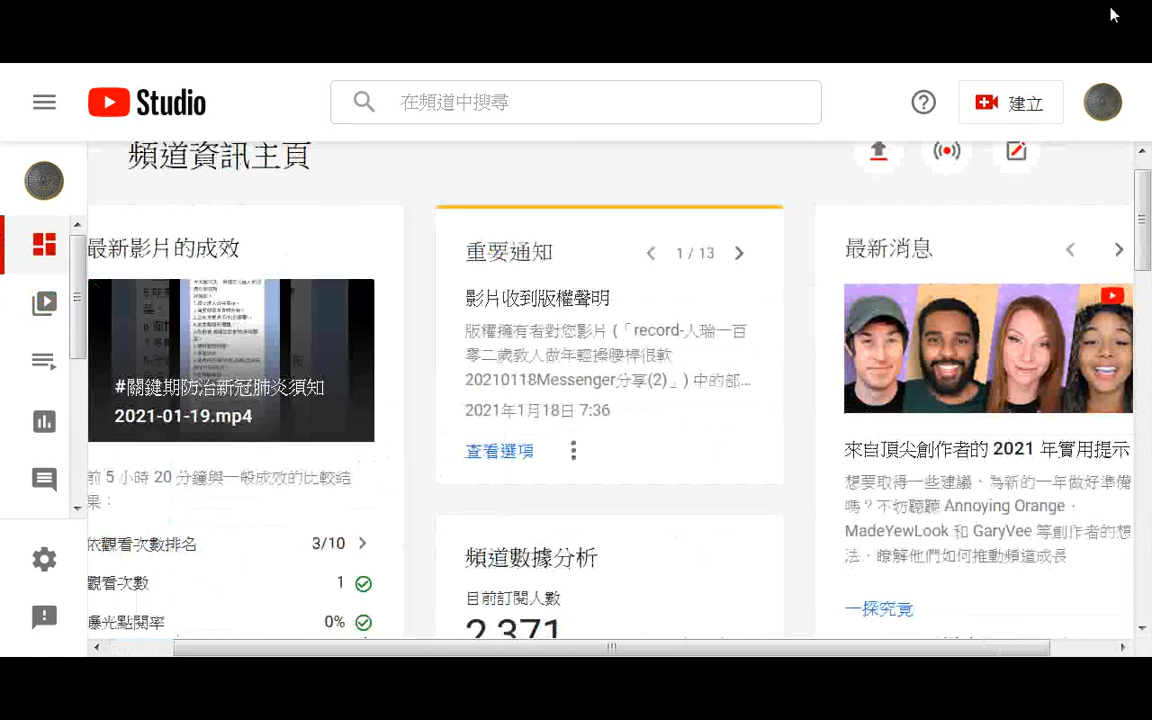 Studio
在頻道中搜尋
建立
頻道資訊主頁
最新影片的成效
#關鍵期防治新冠肺炎須知
2021-01-19.mp4
前 5 小時 20 分鐘與一般成效的比較結
果：
依觀看次數排名
3/10
觀看次數
1
曝光點閱率
0%
重要通知
1 / 13
影片收到版權聲明
版權擁有者對您影片 (「record-人瑞一百
零二歲教人做年輕操腰桿很軟
20210118Messenger分享(2)」) 中的部...
2021年1月18日 7:36
查看選項
頻道數據分析
目前訂閱人數
2,371
最新消息
來自頂尖創作者的 2021 年實用提示
想要取得一些建議，為新的一年做好準備
嗎？不妨聽聽 Annoying Orange、
MadeYewLook 和 GaryVee 等創作者的想
法，瞭解他們如何推動頻道成長
一探究竟